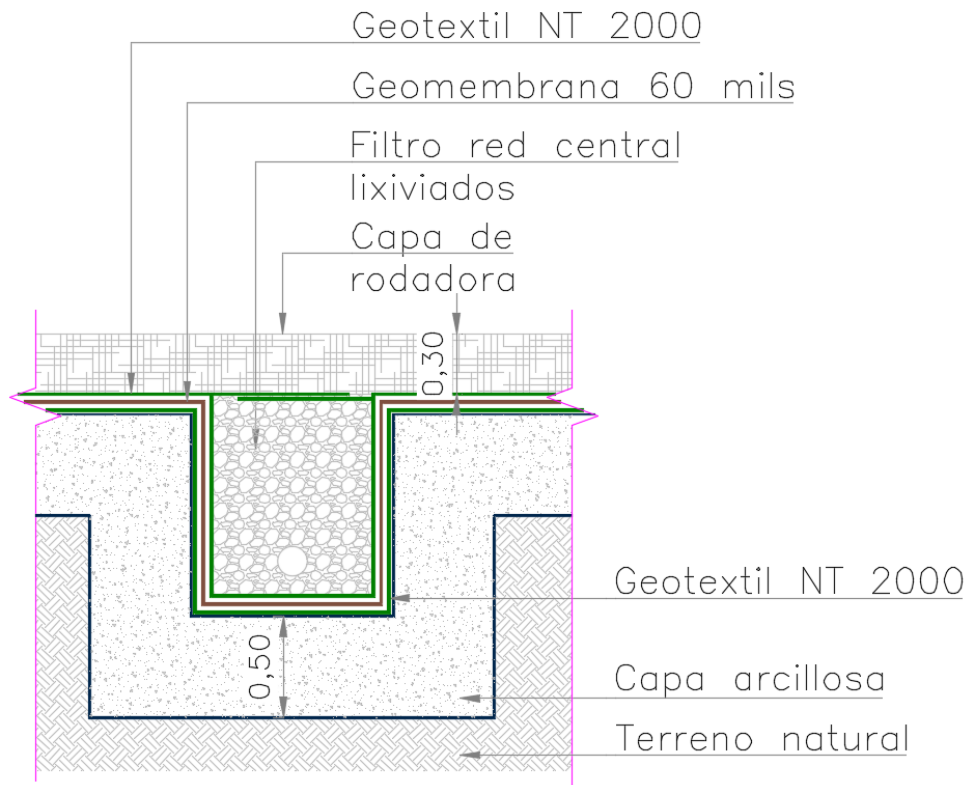 Geotextil NT 2000
Geomembrana 60 mils
Filtro red central
lixiviados
Capa de
rodadora
0,30
Geotextil NT 2000
0,50
Capa arcillosa
Terreno natural